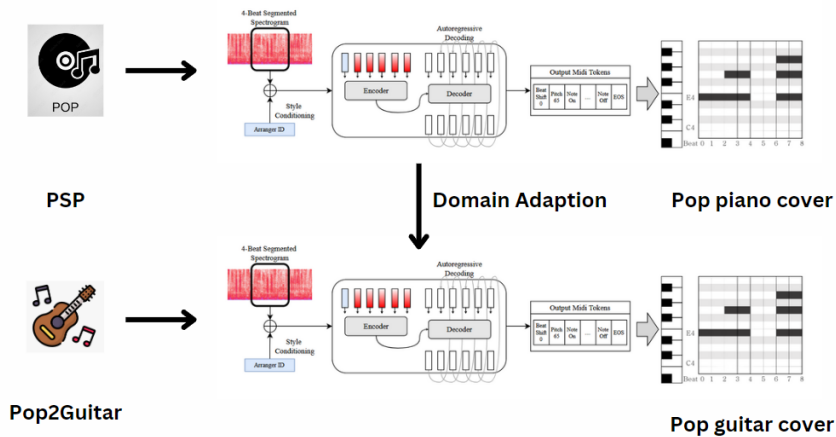 4-Beat Segmented
Spectrogram
Autoregressive
Decoding
POP
Style
Conditioning
Arranger ID
Encoder
Decoder
Output Midi Tokens
Beat Shift 0
Pitch 65
Note On
...
Note Off
EOS
E4
C4
Beat 0 1 2 3 4 5 6 7 8
PSP
Domain Adaption
Pop piano cover
4-Beat Segmented
Spectrogram
Autoregressive
Decoding
Style
Conditioning
Arranger ID
Encoder
Decoder
Output Midi Tokens
Beat Shift 0
Pitch 65
Note On
...
Note Off
EOS
E4
C4
Beat 0 1 2 3 4 5 6 7 8
Pop2Guitar
Pop guitar cover